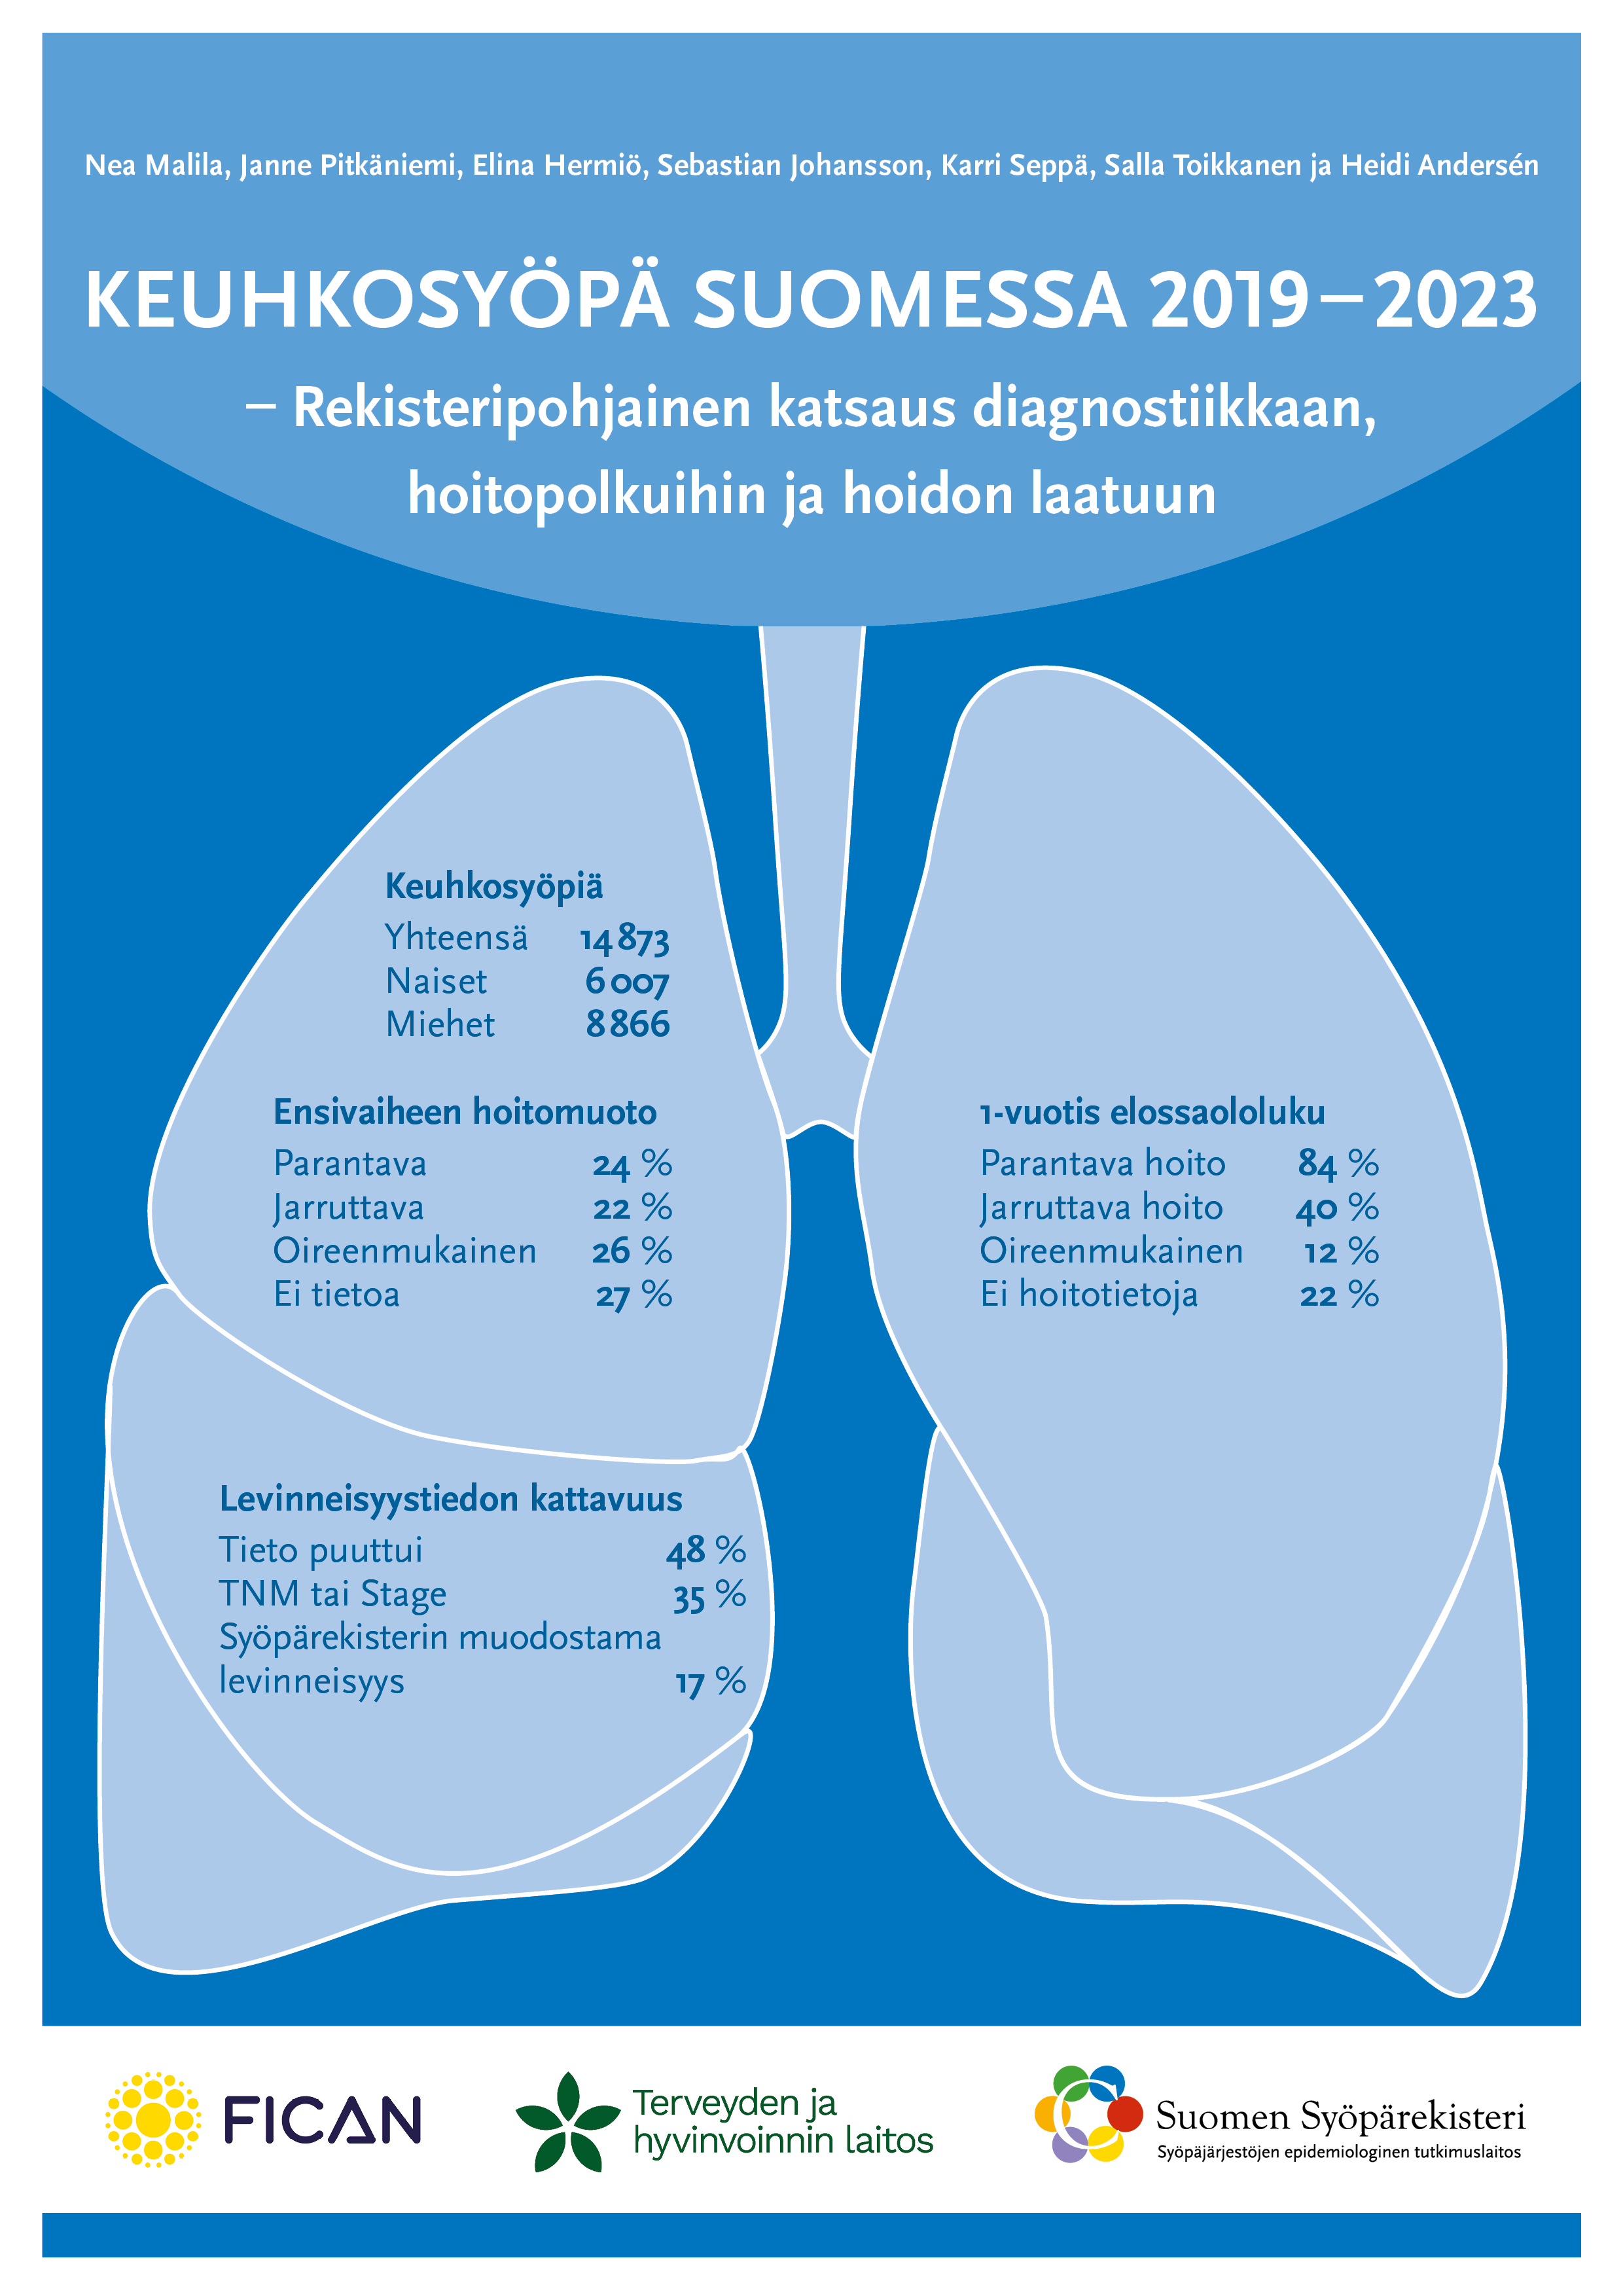 Nea Malila, Janne Pitkäniemi, Elina Hermiö, Sebastian Johansson, Karri Seppä, Salla Toikkanen ja Heidi Andersén
KEUHKOSYÖPÄ SUOMESSA 2019–2023
– Rekisteripohjainen katsaus diagnostiikkaan,
hoitopolkuihin ja hoidon laatuun
Keuhkosyöpiä
Yhteensä 14 873
Naiset 6 007
Miehet 8 866
Ensivaiheen hoitomuoto
Parantava 24 %
Jarruttava 22 %
Oireenmukainen 26 %
Ei tietoa 27 %
1-vuotis elossaololuku
Parantava hoito 84 %
Jarruttava hoito 40 %
Oireenmukainen 12 %
Ei hoitotietoja 22 %
Levinneisyystiedon kattavuus
Tieto puuttui 48 %
TNM tai Stage 35 %
Syöpärekisterin muodostama
levinneisyys 17 %
FICAN
Terveyden ja
hyvinvoinnin laitos
Suomen Syöpärekisteri
Syöpäjärjestöjen epidemiologinen tutkimuslaitos